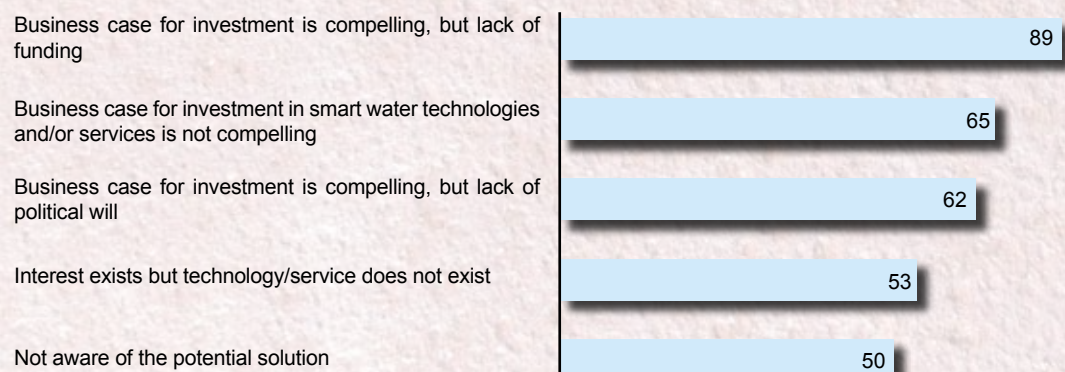 Business case for investment is compelling, but lack of
funding
89
Business case for investment in smart water technologies
and/or services is not compelling
65
Business case for investment is compelling, but lack of
political will
62
Interest exists but technology/service does not exist
53
Not aware of the potential solution
50